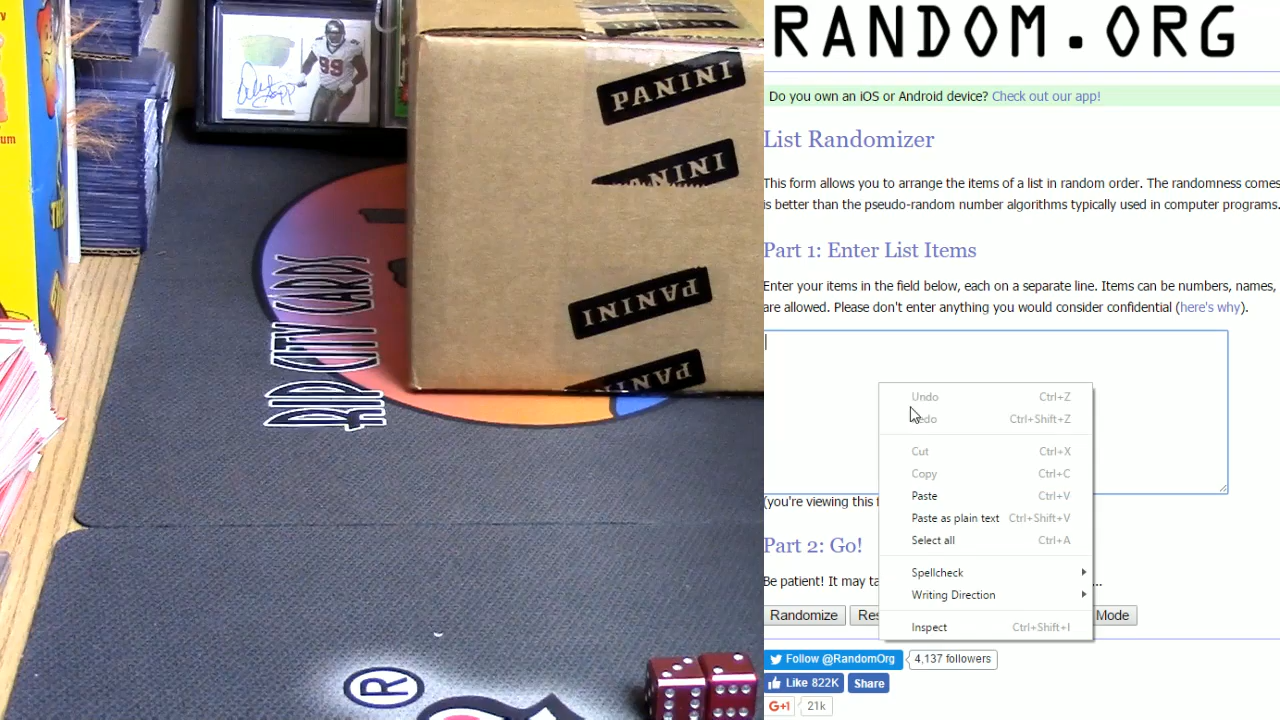 99
PANINI
PANINI
PANINI
PANINI
RIP CITY CARDS
®
RANDOM.ORG
Do you own an iOS or Android device? Check out our app!
List Randomizer
This form allows you to arrange the items of a list in random order. The randomness comes
is better than the pseudo-random number algorithms typically used in computer programs.
Part 1: Enter List Items
Enter your items in the field below, each on a separate line. Items can be numbers, names,
are allowed. Please don't enter anything you would consider confidential (here's why).
Undo Ctrl+Z
edo Ctrl+Shift+Z
Cut Ctrl+X
Copy Ctrl+C
Paste Ctrl+V
Paste as plain text Ctrl+Shift+V
Select all Ctrl+A
Spellcheck
Writing Direction
Inspect Ctrl+Shift+I
(you're viewing this f
Part 2: Go!
Be patient! It may ta ...
Randomize Res Mode
Follow @RandomOrg 4,137 followers
Like 822K Share
G+1 21k